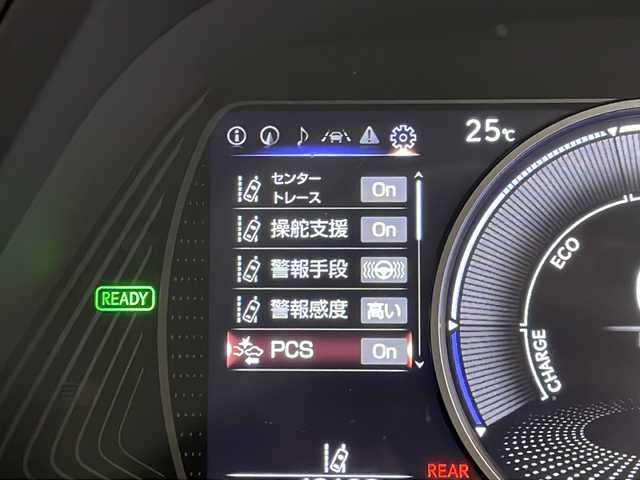 25℃
センター
トレース On
操舵支援 On
警報手段
警報感度 高い
PCS On
READY
ECO
CHARGE
REAR